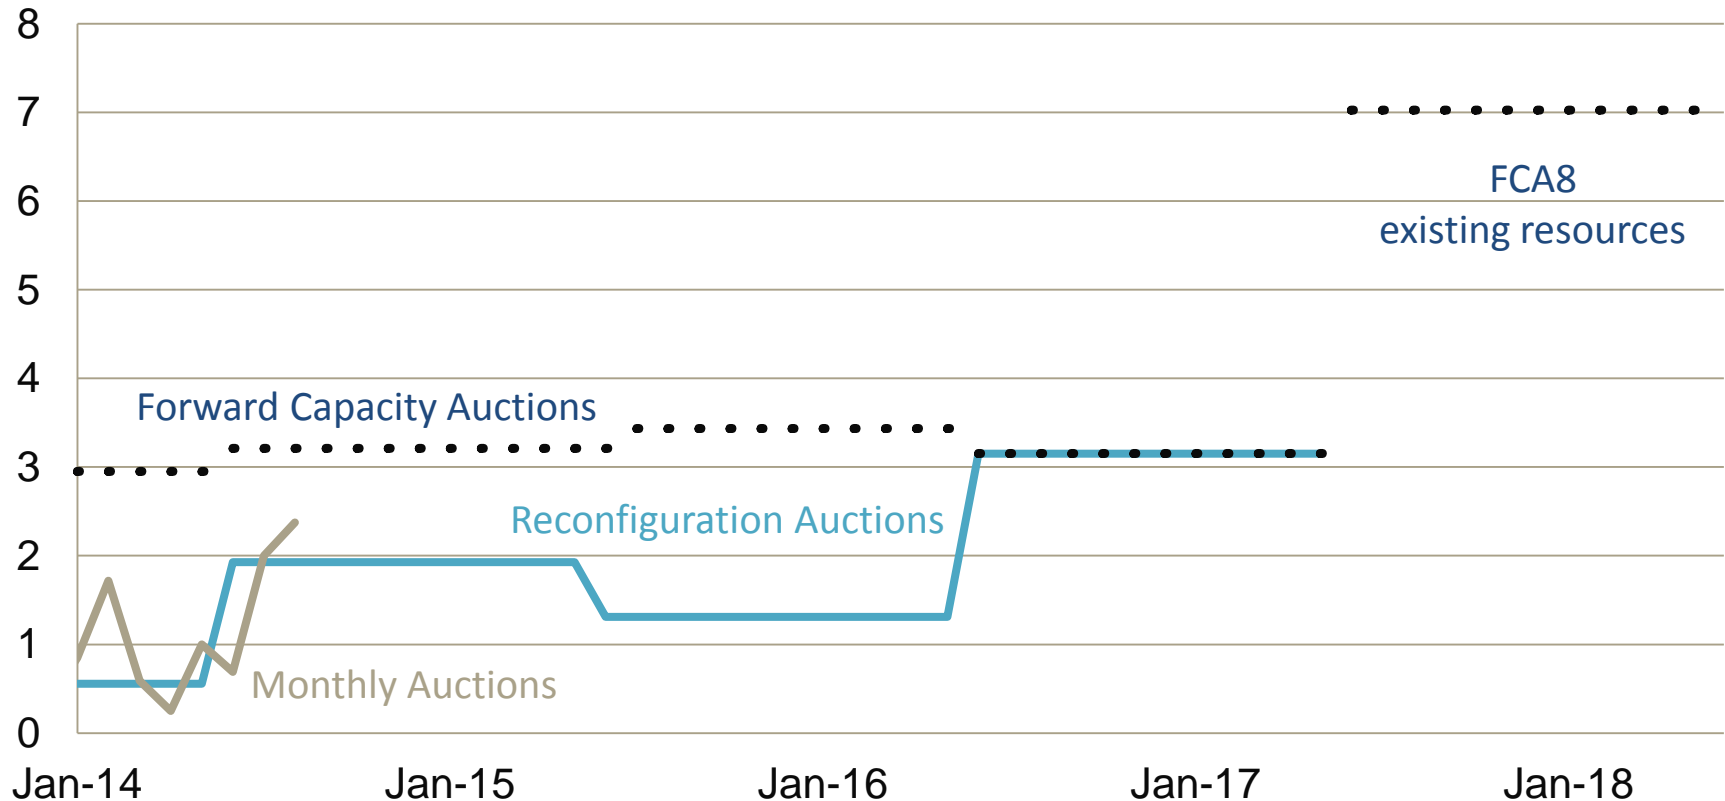 8
7
FCA8
6
existing resources
5
4
Forward Capacity Auctions
3
Reconfiguration Auctions
2
1
Monthly Auctions
0
Jan-14 Jan-15 Jan-16 Jan-17 Jan-18